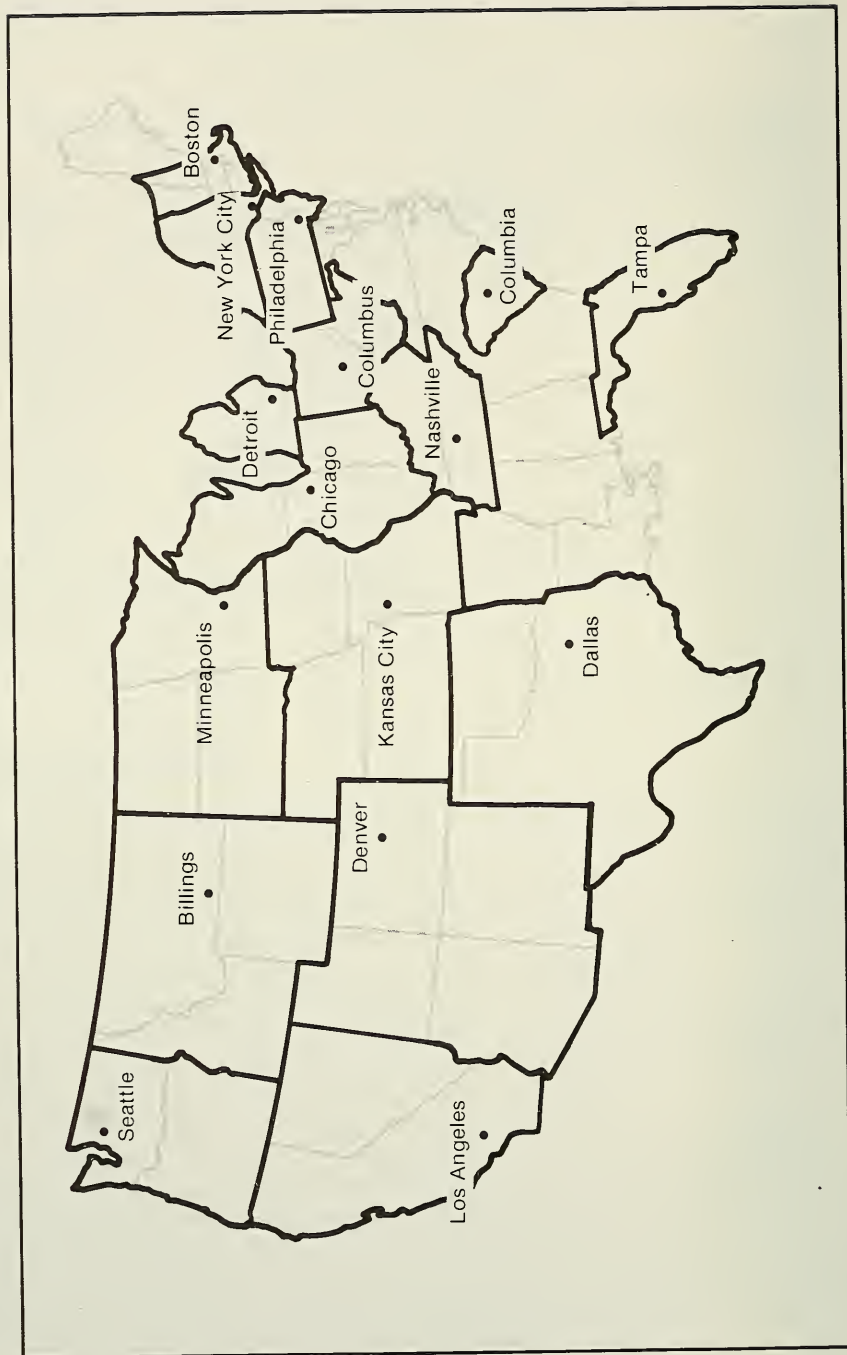 Seattle
Billings
Minneapolis
Detroit
New York City
Boston
Philadelphia
Chicago
Columbus
Denver
Kansas City
Nashville
Los Angeles
Columbia
Dallas
Tampa